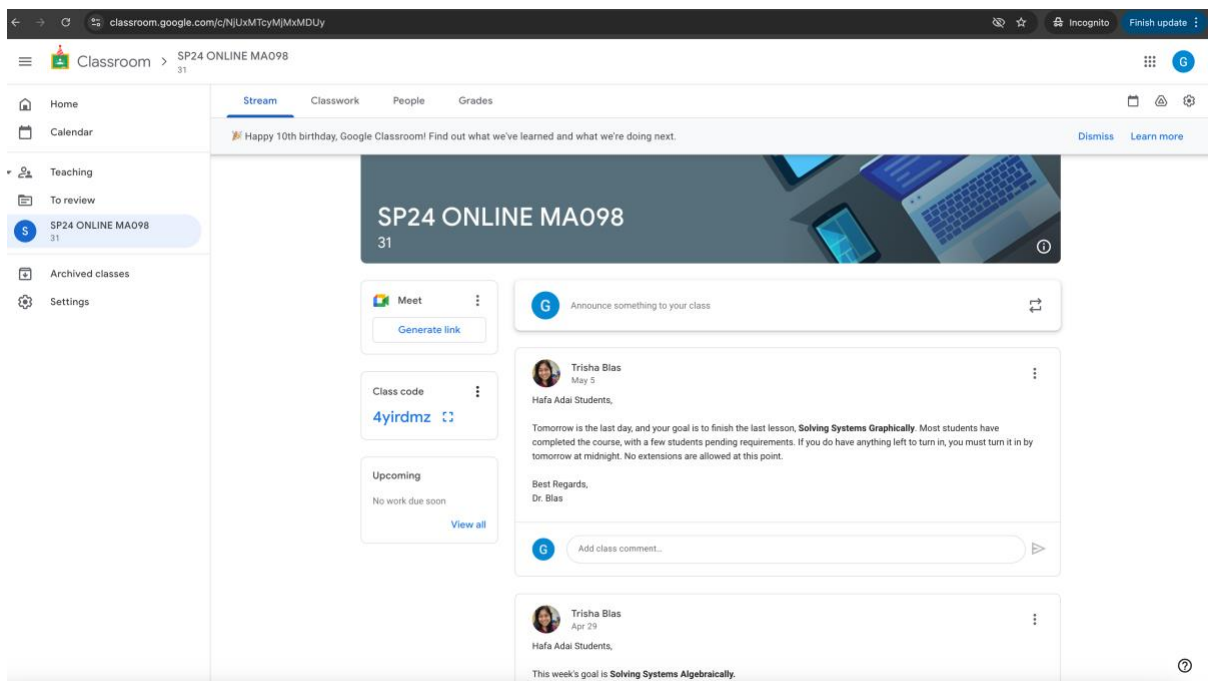 classroom.google.com/c/NjUxMTcyMjMxMDUy
Incognito
Finish update
Classroom > SP24 ONLINE MA098
31
G
Home
Calendar
Teaching
To review
S
SP24 ONLINE MA098
31
Archived classes
Settings
Stream Classwork People Grades
Happy 10th birthday, Google Classroom! Find out what we've learned and what we're doing next.
Dismiss Learn more
SP24 ONLINE MA098
31
Meet
Generate link
Class code
4yirdmz
Upcoming
No work due soon
View all
G
Announce something to your class
Trisha Blas
May 5
Hafa Adai Students,
Tomorrow is the last day, and your goal is to finish the last lesson, Solving Systems Graphically. Most students have
completed the course, with a few students pending requirements. If you do have anything left to turn in, you must turn it in by
tomorrow at midnight. No extensions are allowed at this point.
Best Regards,
Dr. Blas
G
Add class comment...
Trisha Blas
Apr 29
Hafa Adai Students,
This week's goal is Solving Systems Algebraically.